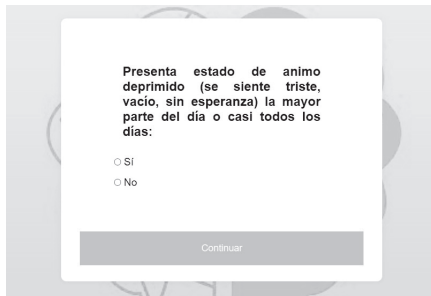 Presenta estado de animo
deprimido (se siente triste,
vacío, sin esperanza) la mayor
parte del día o casi todos los
días:
Sí
No
Continuar